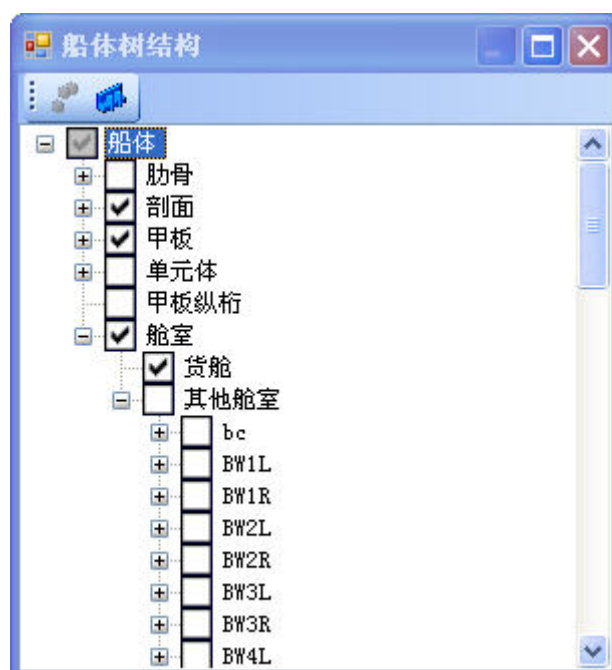 船体树结构
船体
肋骨
剖面
甲板
单元体
甲板纵桁
舱室
货舱
其他舱室
bc
BW1L
BW1R
BW2L
BW2R
BW3L
BW3R
BW4L